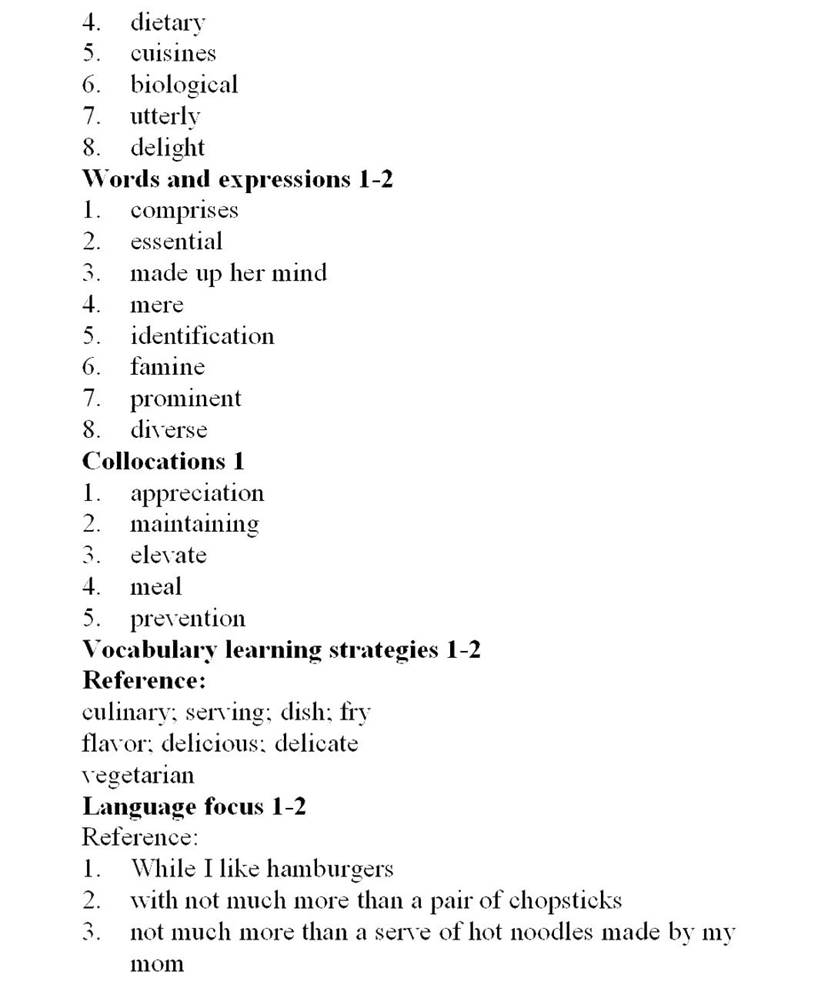 4. dietary
5. cuisines
6. biological
7. utterly
8. delight
Words and expressions 1-2
1. comprises
2. essential
3. made up her mind
4. mere
5. identification
6. famine
7. prominent
8. diverse
Collocations 1
1. appreciation
2. maintaining
3. elevate
4. meal
5. prevention
Vocabulary learning strategies 1-2
Reference:
culinary; serving; dish; fry
flavor; delicious; delicate
vegetarian
Language focus 1-2
Reference:
1. While I like hamburgers
2. with not much more than a pair of chopsticks
3. not much more than a serve of hot noodles made by my
mom